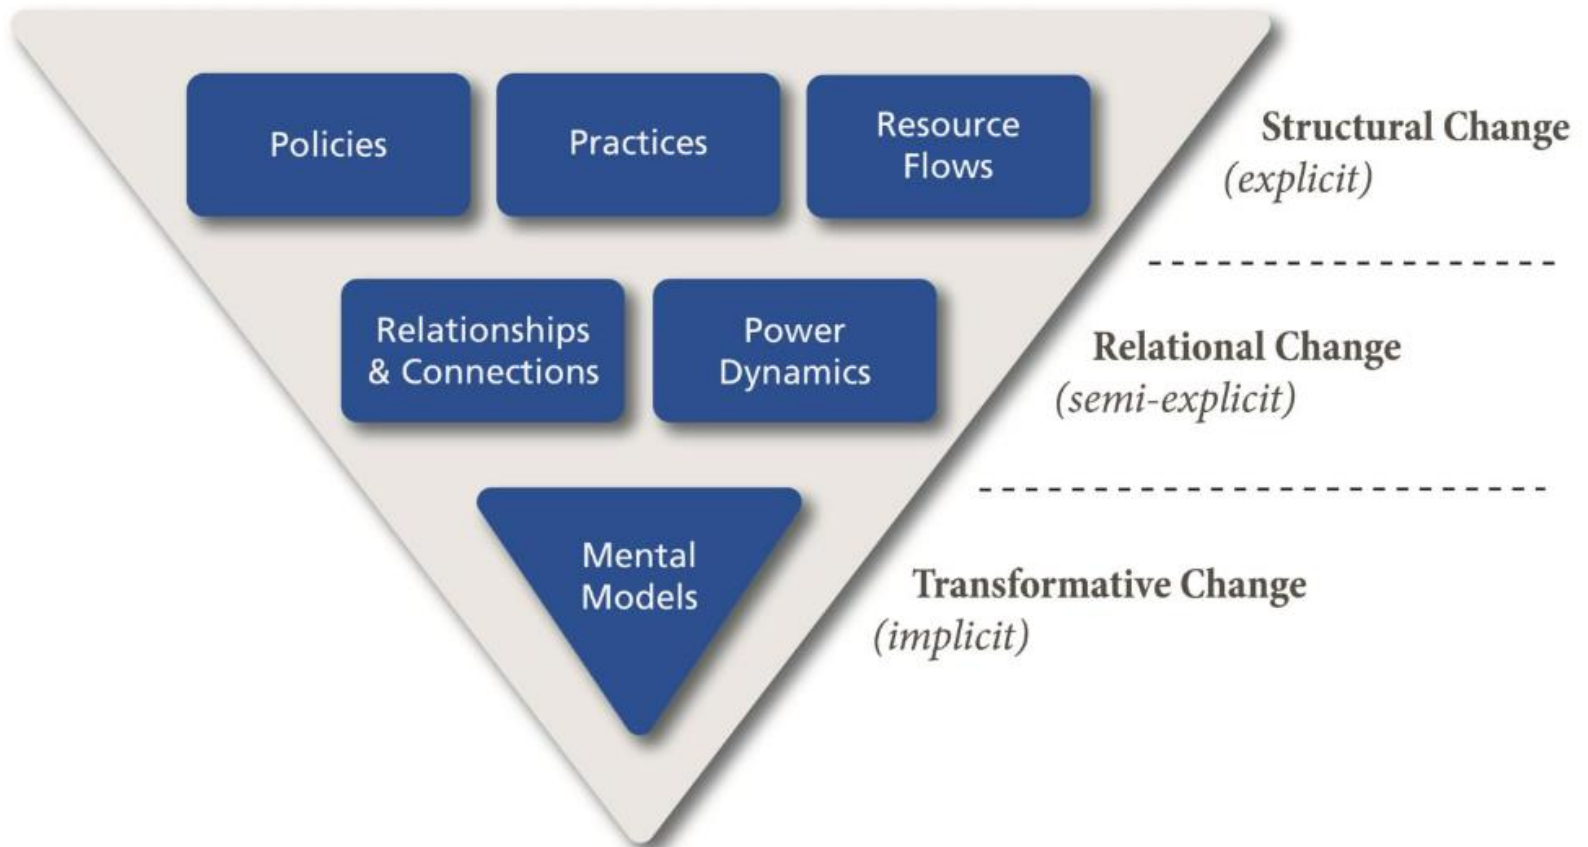 Policies
Practices
Resource
Flows
Structural Change
(explicit)
Relationships
& Connections
Power
Dynamics
Relational Change
(semi-explicit)
Mental
Models
Transformative Change
(implicit)